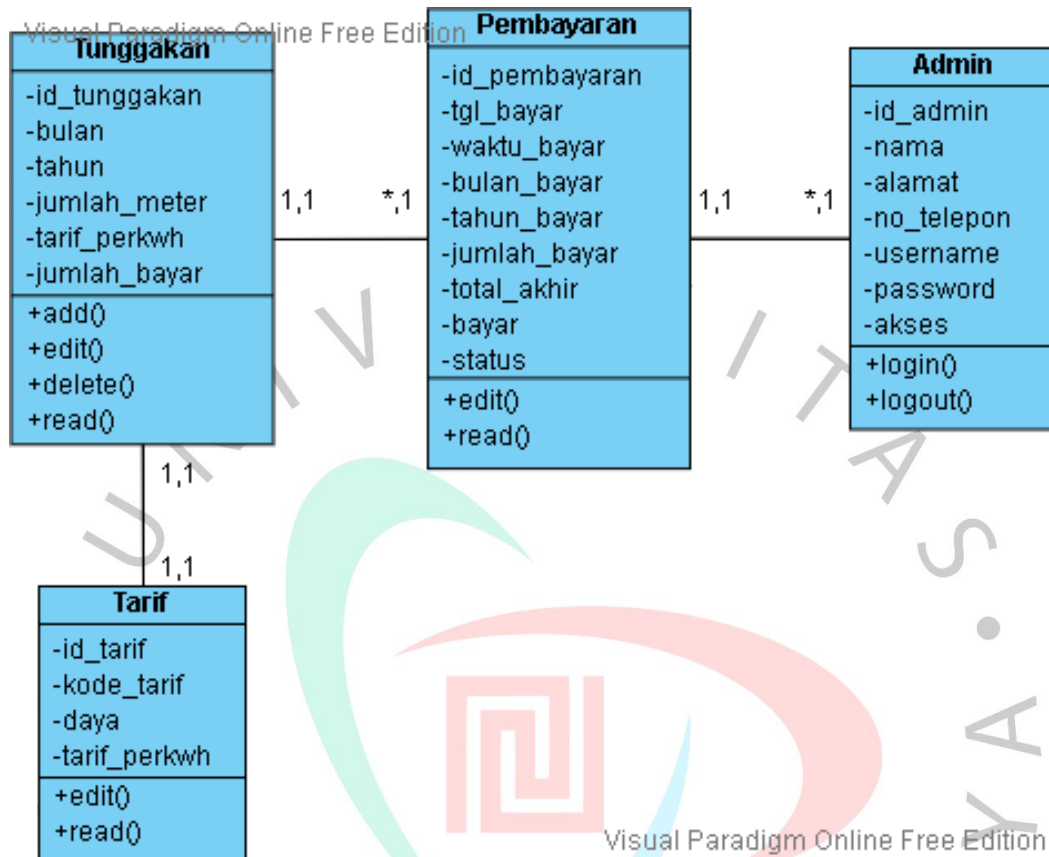 Visual Paradigm Online Free Edition
Tunggakan
-id_tunggakan
-bulan
-tahun
-jumlah_meter
-tarif_perkwh
-jumlah_bayar
+add()
+edit()
+delete()
+read()
1,1
*,1
Pembayaran
-id_pembayaran
-tgl_bayar
-waktu_bayar
-bulan_bayar
-tahun_bayar
-jumlah_bayar
-total_akhir
-bayar
-status
+edit()
+read()
1,1
*,1
Admin
-id_admin
-nama
-alamat
-no_telepon
-username
-password
-akses
+login()
+logout()
1,1
1,1
Tarif
-id_tarif
-kode_tarif
-daya
-tarif_perkwh
+edit()
+read()
Visual Paradigm Online Free Edition